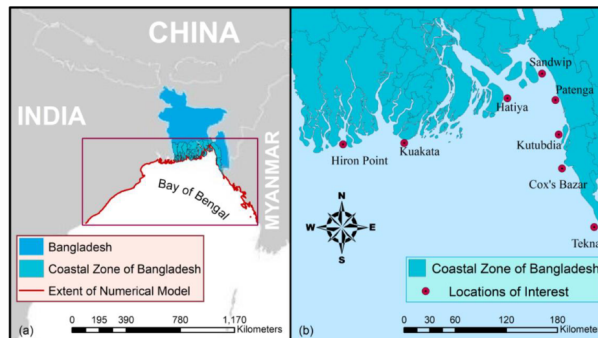 CHINA
INDIA
MYANMAR
Bay of Bengal
Bangladesh
Coastal Zone of Bangladesh
Extent of Numerical Model
(a)
0 195 390 780 1,170
Kilometers
(b)
Sandwip
Patenga
Hatiya
Kutubdia
Hiron Point
Kuakata
Cox's Bazar
N
W E
S
Tekna
Coastal Zone of Bangladesh
Locations of Interest
(b)
0 30 60 120 180
Kilometers